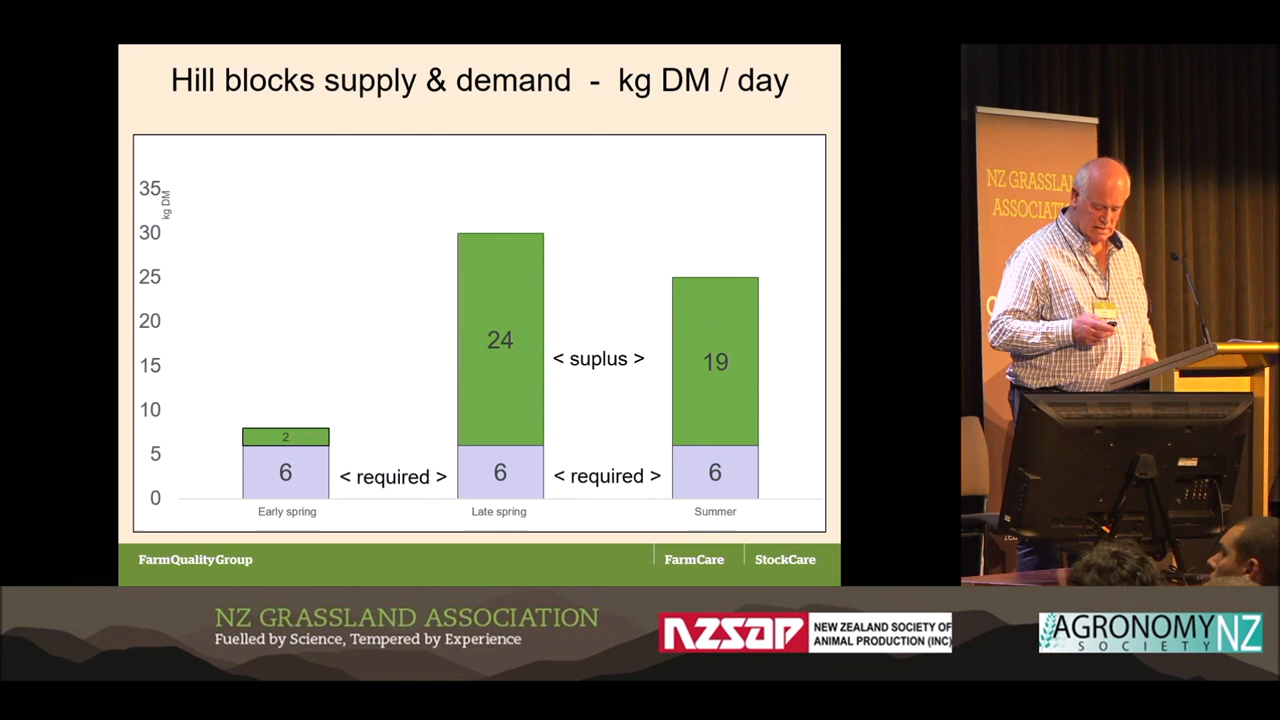 Hill blocks supply & demand - kg DM / day
35
kg DM
30
25
20
15
10
5
0
2
6
24
6
19
6
< suplus >
< required >
< required >
Early spring
Late spring
Summer
FarmQualityGroup
FarmCare
StockCare
NZ GRASSLA
ASSOCIAT
NZ GRASSLAND ASSOCIATION
Fuelled by Science, Tempered by Experience
NZSAP
NEW ZEALAND SOCIETY OF
ANIMAL PRODUCTION (INC)
AGRONOMY NZ
SOCIETY